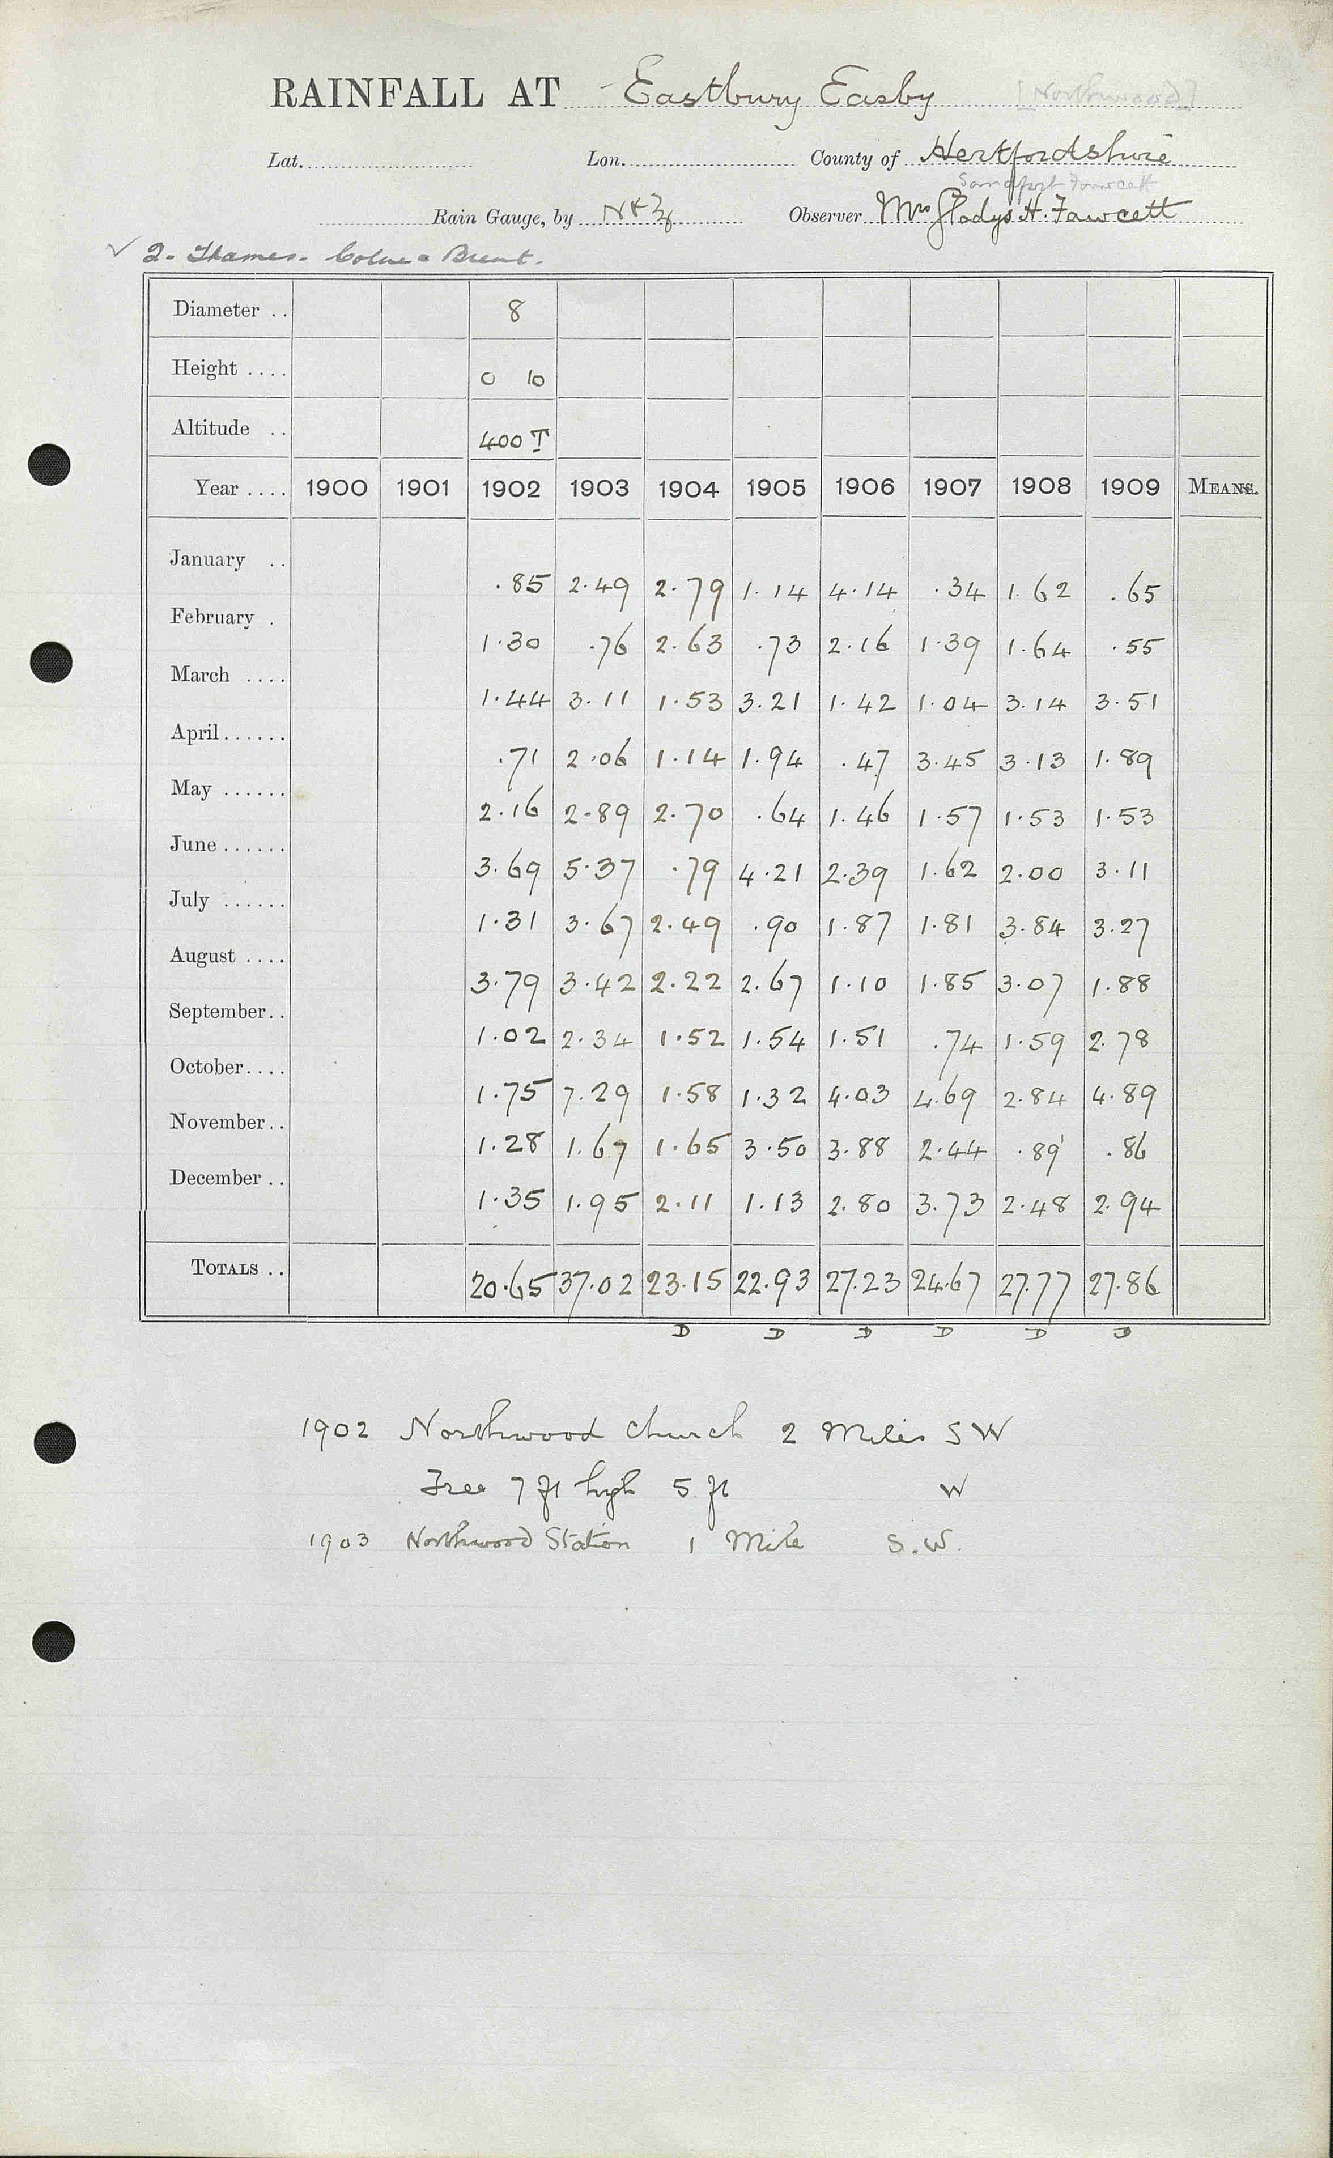 RAINFALL AT Eastbury Easby [Northwood]
Lat. Lon. County of Hertfordshire
Fawcett
Rain Gauge, by N & Z Observer Mrs Gladys H. Fawcett
2. Thames. Colne & Brent.
Diameter .. 8
Height .... 0 10
Altitude .. 400 T
Year .... 1900 1901 1902 1903 1904 1905 1906 1907 1908 1909 MEANS.
January .. .85 2.49 2.79 1.14 4.14 .34 1.62 .65
February . 1.30 .76 2.63 .73 2.16 1.39 1.64 .55
March .... 1.44 3.11 1.53 3.21 1.42 1.04 3.14 3.51
April...... .71 2.06 1.14 1.94 .47 3.45 3.13 1.89
May ...... 2.16 2.89 2.70 .64 1.46 1.57 1.53 1.53
June ...... 3.69 5.37 .79 4.21 2.39 1.62 2.00 3.11
July ...... 1.31 3.67 2.49 .90 1.87 1.81 3.84 3.27
August .... 3.79 3.42 2.22 2.67 1.10 1.85 3.07 1.88
September.. 1.02 2.34 1.52 1.54 1.51 .74 1.59 2.78
October.... 1.75 7.29 1.58 1.32 4.03 4.69 2.84 4.89
November.. 1.28 1.67 1.65 3.50 3.88 2.44 .89 .86
December .. 1.35 1.95 2.11 1.13 2.80 3.73 2.48 2.94
TOTALS .. 20.65 37.02 23.15 22.93 27.23 24.67 27.77 27.86
D D D D D D
1902 Northwood Church 2 Miles SW
Tree 7 ft high 5 ft W
1903 Northwood Station 1 Mile S.W.